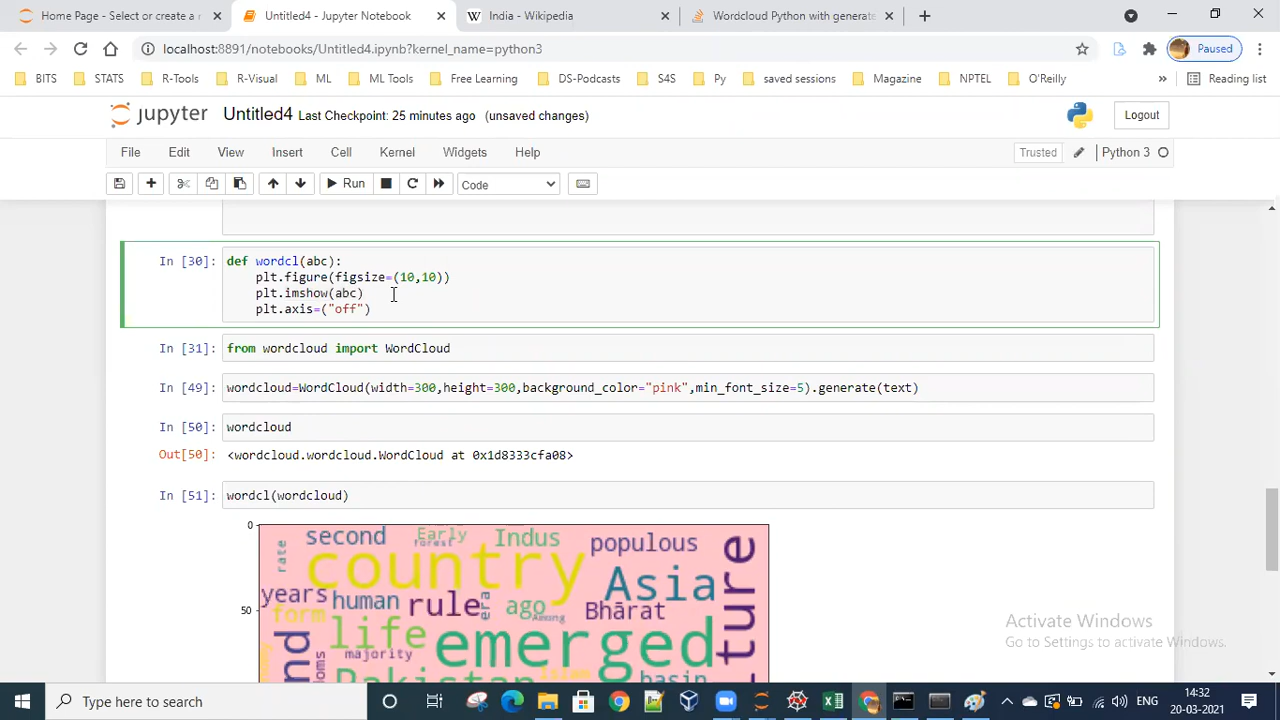 Home Page - Select or create a n
Untitled4 - Jupyter Notebook
India - Wikipedia
Wordcloud Python with generate
localhost:8891/notebooks/Untitled4.ipynb?kernel_name=python3
Paused
BITS
STATS
R-Tools
R-Visual
ML
ML Tools
Free Learning
DS-Podcasts
S4S
Py
saved sessions
Magazine
NPTEL
O'Reilly
»
Reading list
jupyter Untitled4 Last Checkpoint: 25 minutes ago (unsaved changes)
Logout
File Edit View Insert Cell Kernel Widgets Help
Trusted
Python 3
Run
Code
In [30]: def wordcl(abc):
plt.figure(figsize=(10,10))
plt.imshow(abc)
plt.axis=("off")
In [31]: from wordcloud import WordCloud
In [49]: wordcloud=WordCloud(width=300,height=300,background_color="pink",min_font_size=5).generate(text)
In [50]: wordcloud
Out[50]: <wordcloud.wordcloud.WordCloud at 0x1d8333cfa08>
In [51]: wordcl(wordcloud)
0
50
rate
second
Early
forest
Indus
populous
country
Asia
years
human
rule
era
ago
Among
Bhārat
form
life
emerged
majority
basin
Pakistan
ture
nd
oms
Activate Windows
Go to Settings to activate Windows.
Type here to search
ENG
14:32
20-03-2021